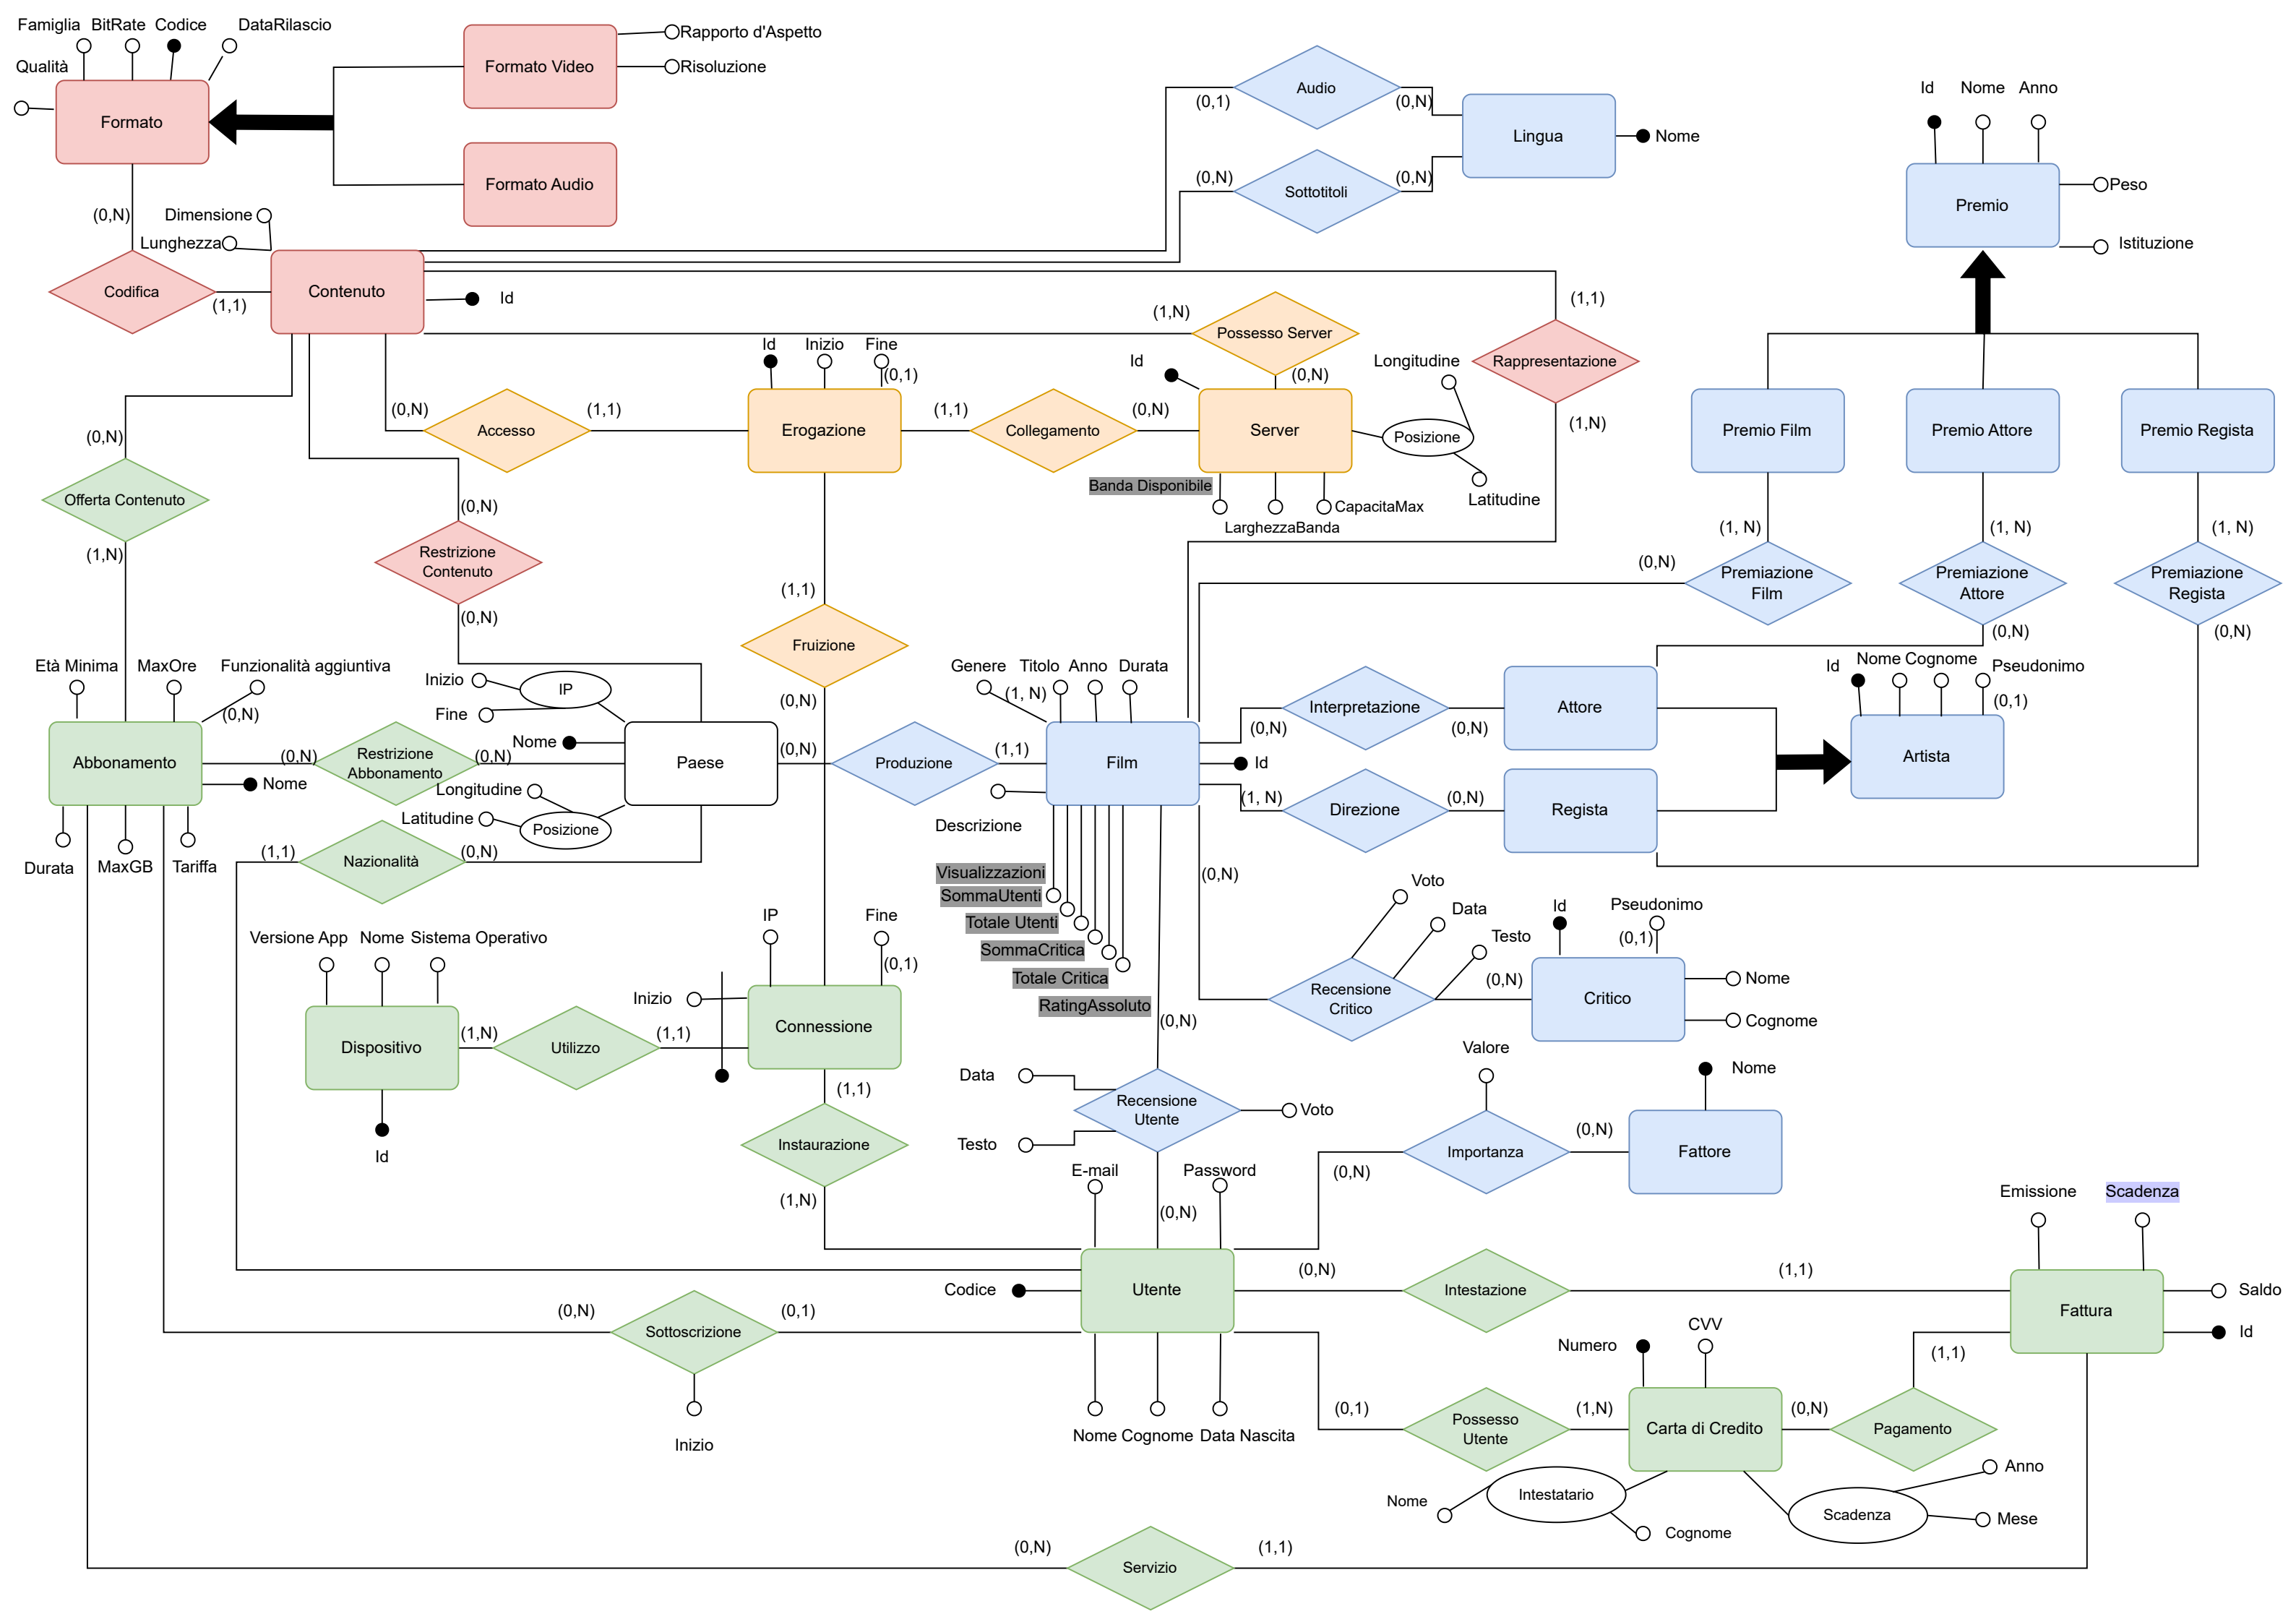 Famiglia
BitRate
Codice
DataRilascio
Qualità
Formato
Formato Video
Rapporto d'Aspetto
Risoluzione
Formato Audio
(0,N)
Dimensione
Lunghezza
Codifica
(1,1)
Contenuto
Id
(0,1)
Audio
(0,N)
(0,N)
Sottotitoli
(0,N)
Lingua
Nome
Id
Nome
Anno
Premio
Peso
Istituzione
(1,N)
Possesso Server
(0,N)
(1,1)
Rappresentazione
(1,N)
Id
Inizio
Fine
(0,1)
(0,N)
Accesso
(1,1)
Erogazione
(1,1)
Collegamento
(0,N)
Id
Server
Longitudine
Posizione
Latitudine
Banda Disponibile
LarghezzaBanda
CapacitaMax
Premio Film
Premio Attore
Premio Regista
(0,N)
Offerta Contenuto
(1,N)
(0,N)
Restrizione
Contenuto
(0,N)
(1,1)
Fruizione
(0,N)
(1, N)
(1, N)
(1, N)
(0,N)
Premiazione
Film
Premiazione
Attore
Premiazione
Regista
(0,N)
(0,N)
Età Minima
MaxOre
Funzionalità aggiuntiva
(0,N)
Abbonamento
Nome
Durata
MaxGB
Tariffa
(0,N)
Restrizione
Abbonamento
(0,N)
Inizio
IP
Fine
Nome
Paese
Longitudine
Latitudine
Posizione
(1,1)
Nazionalità
(0,N)
(0,N)
Produzione
(1,1)
Genere
Titolo
Anno
Durata
(1, N)
Film
Id
Descrizione
Visualizzazioni
SommaUtenti
Totale Utenti
SommaCritica
Totale Critica
RatingAssoluto
(0,N)
Interpretazione
(0,N)
Attore
(1, N)
Direzione
(0,N)
Regista
Id
Nome
Cognome
Pseudonimo
(0,1)
Artista
(0,N)
Voto
Data
Testo
Recensione
Critico
(0,N)
Id
Pseudonimo
(0,1)
Critico
Nome
Cognome
Versione App
Nome
Sistema Operativo
Dispositivo
Id
(1,N)
Utilizzo
(1,1)
IP
Fine
(0,1)
Inizio
Connessione
(1,1)
Instaurazione
(1,N)
(0,N)
Data
Recensione
Utente
Voto
Testo
(0,N)
Valore
Importanza
(0,N)
(0,N)
Nome
Fattore
E-mail
Password
Codice
Utente
Nome
Cognome
Data Nascita
(0,N)
Sottoscrizione
(0,1)
Inizio
(0,N)
Intestazione
(1,1)
Emissione
Scadenza
Fattura
Saldo
Id
(0,1)
Possesso
Utente
(1,N)
Numero
CVV
Carta di Credito
(0,N)
Pagamento
(1,1)
Nome
Intestatario
Cognome
Scadenza
Anno
Mese
(0,N)
Servizio
(1,1)